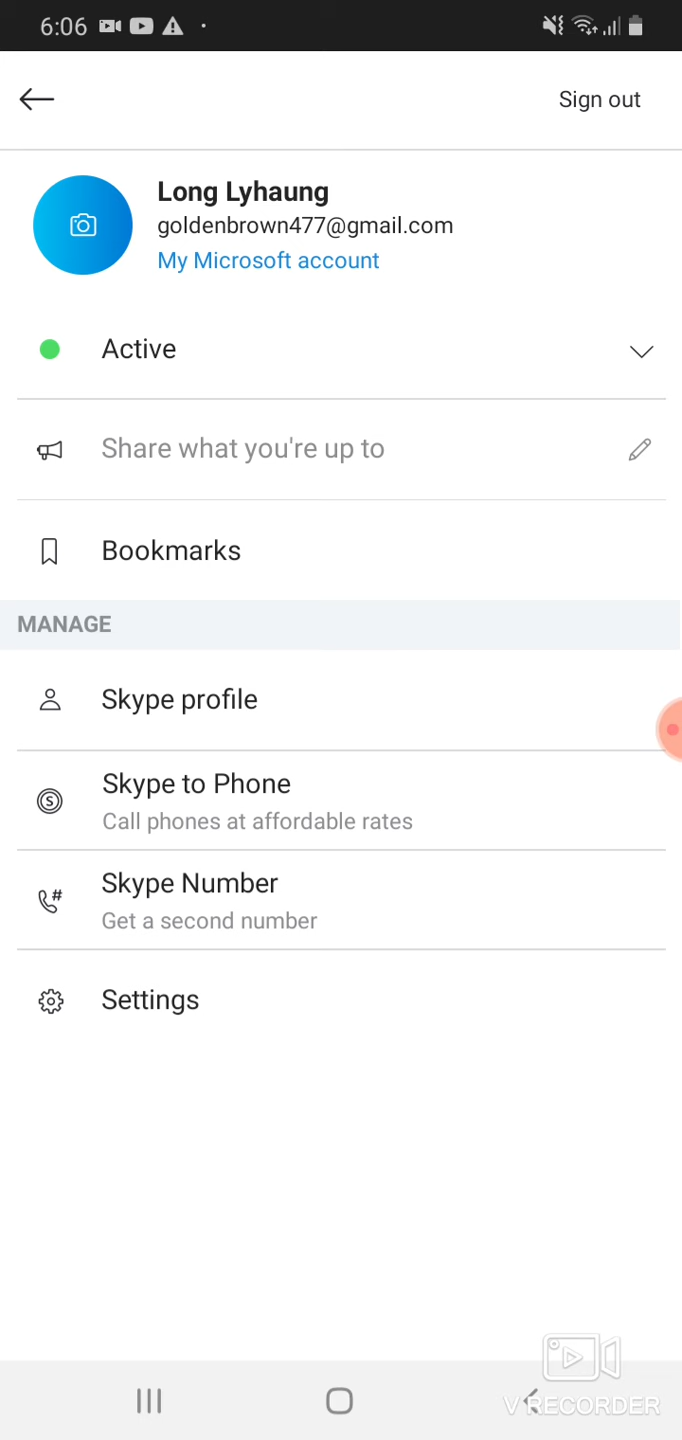 6:06
Sign out
Long Lyhaung
goldenbrown477@gmail.com
My Microsoft account
Active
Share what you're up to
Bookmarks
MANAGE
Skype profile
Skype to Phone
Call phones at affordable rates
Skype Number
Get a second number
Settings
V RECORDER